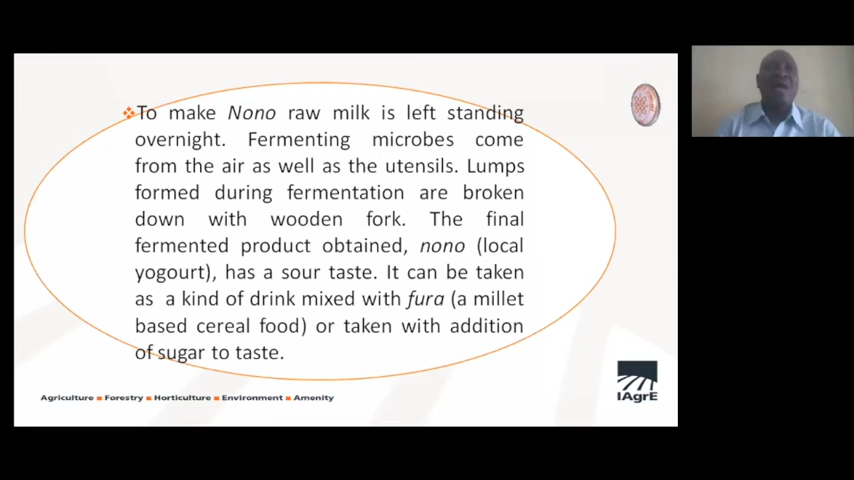 To make Nono raw milk is left standing
overnight. Fermenting microbes come
from the air as well as the utensils. Lumps
formed during fermentation are broken
down with wooden fork. The final
fermented product obtained, nono (local
yogourt), has a sour taste. It can be taken
as a kind of drink mixed with fura (a millet
based cereal food) or taken with addition
of sugar to taste.
Agriculture ■ Forestry ■ Horticulture ■ Environment ■ Amenity
IAgrE